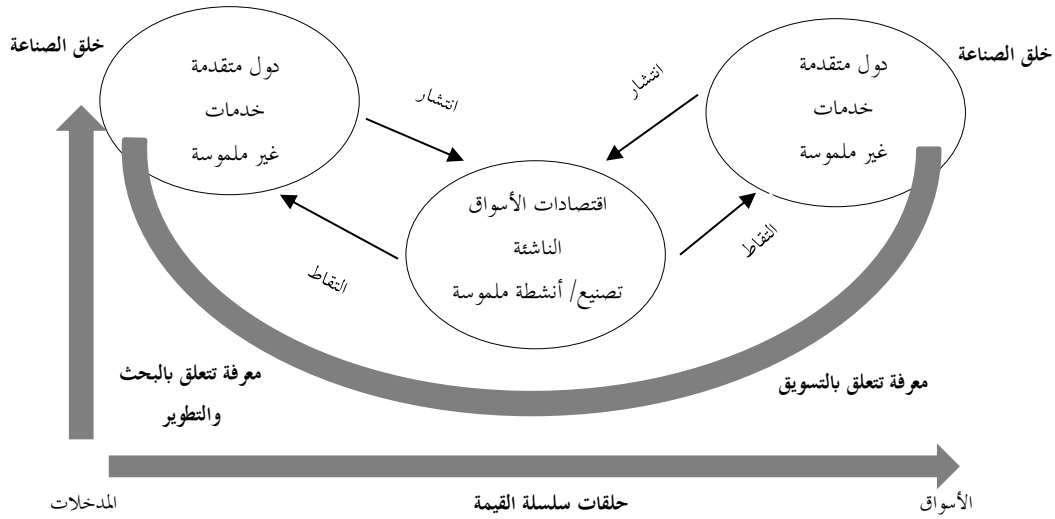 خلق الصناعة
دول متقدمة
خدمات
غير ملموسة
خلق الصناعة
دول متقدمة
خدمات
غير ملموسة
انتشار
انتشار
اقتصادات الأسواق
الناشئة
تصنيع/ أنشطة ملموسة
التقاط
التقاط
معرفة تتعلق بالتسويق
معرفة تتعلق بالبحث
والتطوير
الأسواق
حلقات سلسلة القيمة
المدخلات